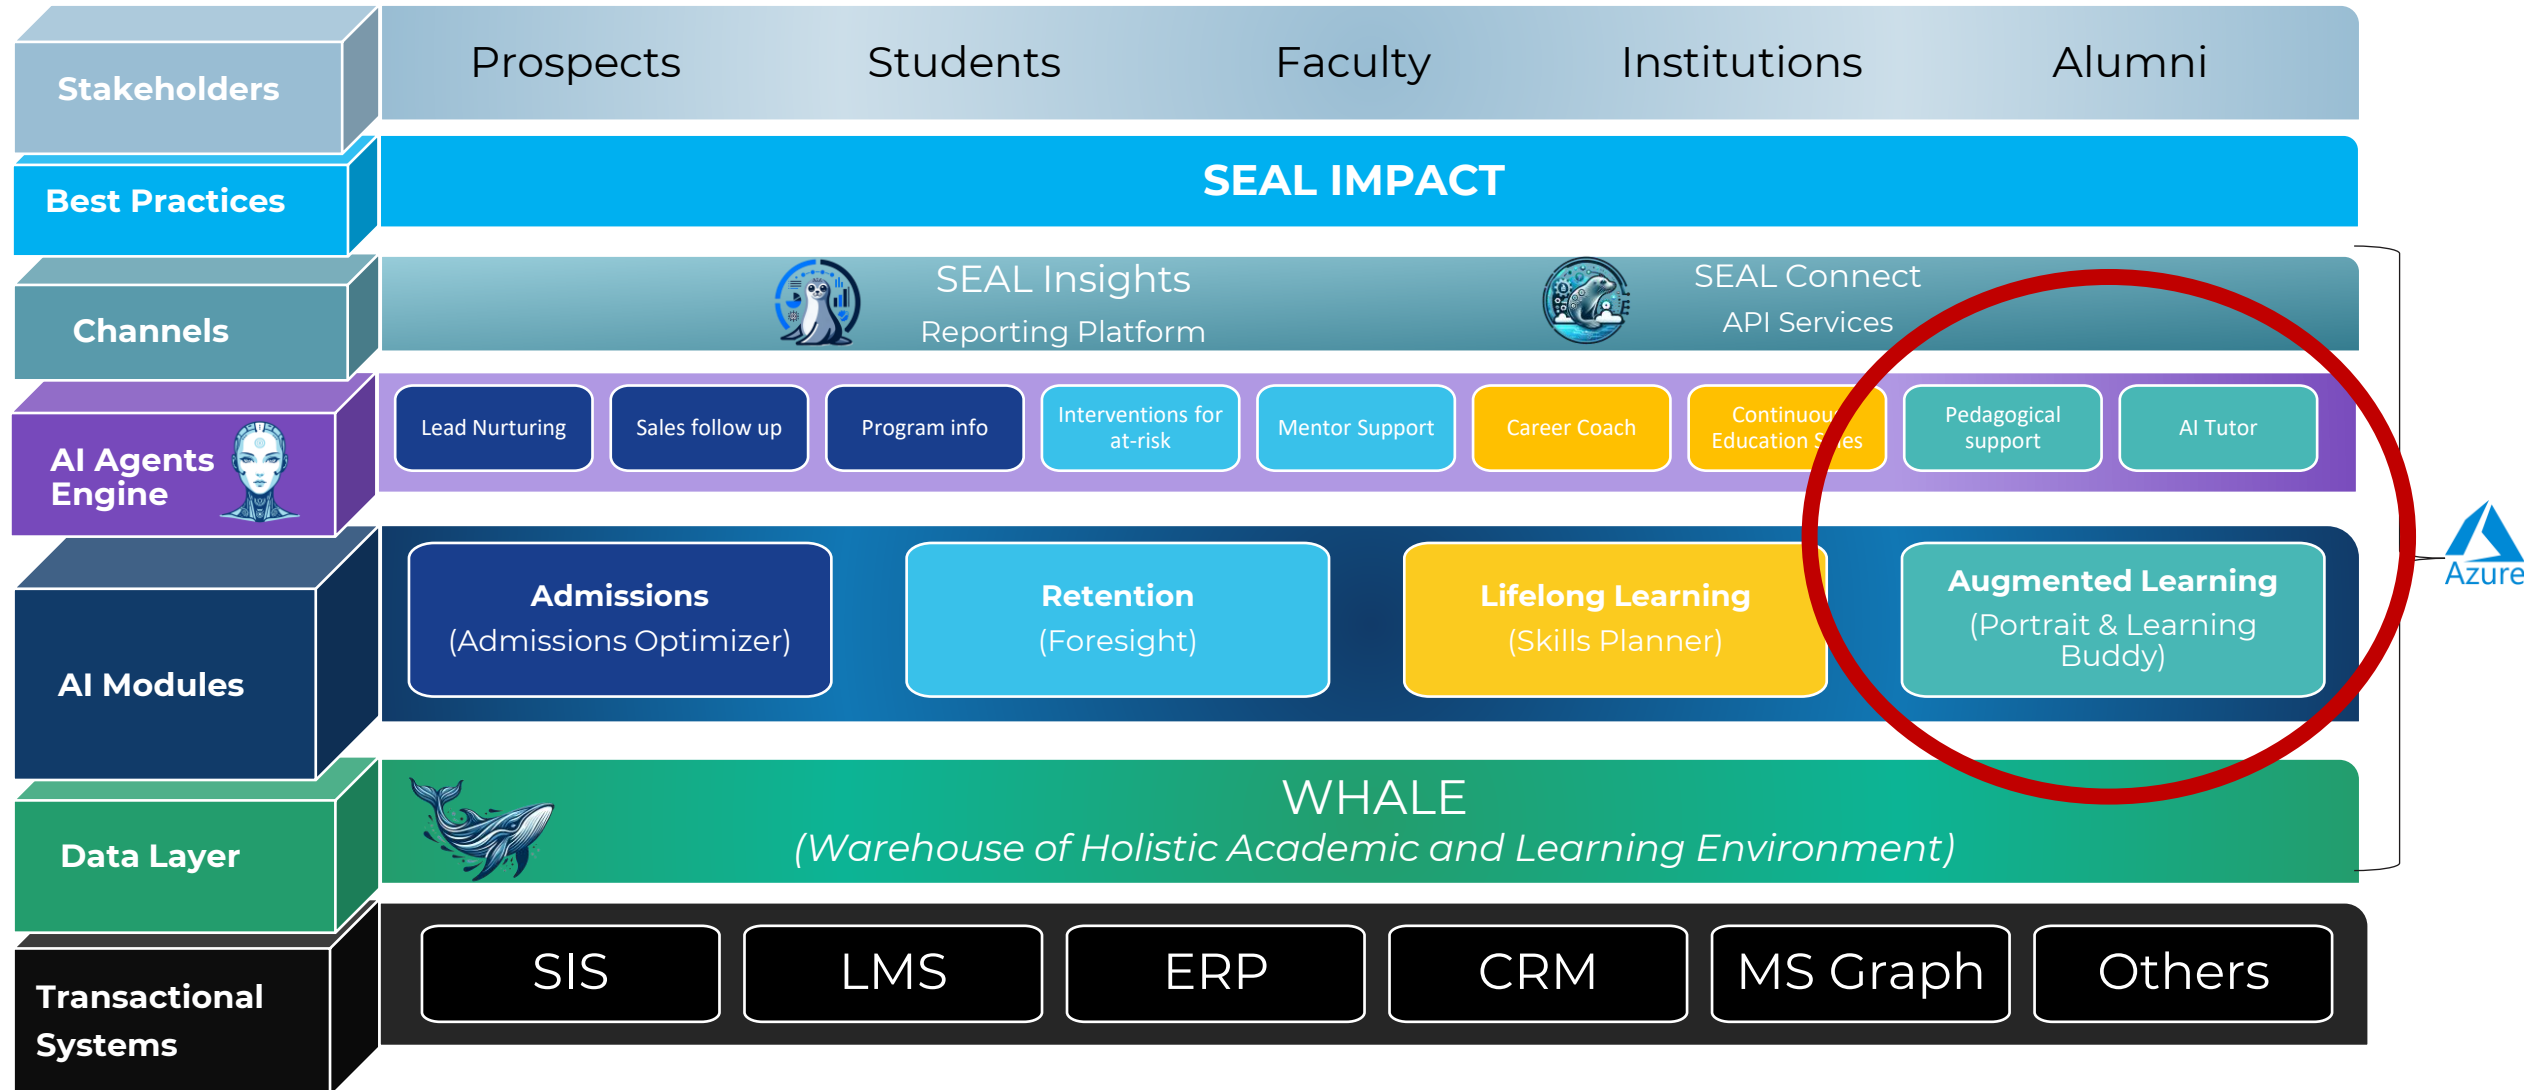 Stakeholders
Prospects
Students
Faculty
Institutions
Alumni
Best Practices
SEAL IMPACT
Channels
SEAL Insights
Reporting Platform
SEAL Connect
API Services
AI Agents
Engine
Lead Nurturing
Sales follow up
Program info
Interventions for
at-risk
Mentor Support
Career Coach
Continuous
Education Sales
Pedagogical
support
AI Tutor
Azure
AI Modules
Admissions
(Admissions Optimizer)
Retention
(Foresight)
Lifelong Learning
(Skills Planner)
Augmented Learning
(Portrait & Learning
Buddy)
Data Layer
WHALE
(Warehouse of Holistic Academic and Learning Environment)
Transactional
Systems
SIS
LMS
ERP
CRM
MS Graph
Others